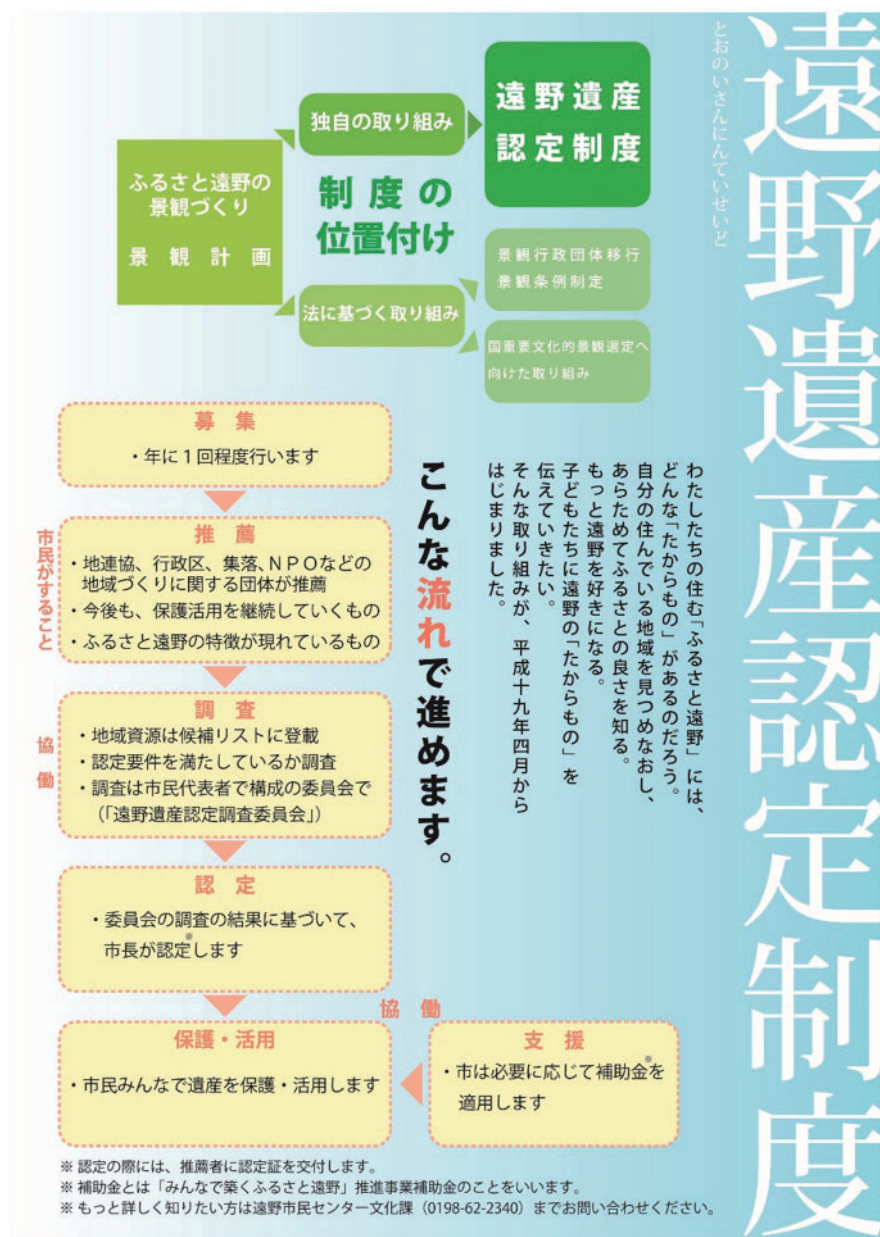 遠野遺産認定制度
とおのいさんにんていせいど
ふるさと遠野の
景観づくり
景観計画
独自の取り組み
遠野遺産
認定制度
制度の
位置付け
法に基づく取り組み
景観行政団体移行
景観条例制定
国重要文化的景観選定へ
向けた取り組み
わたしたちの住む「ふるさと遠野」には、
どんな「たからもの」があるのだろう。
自分の住んでいる地域を見つめなおし、
あらためてふるさとの良さを知る。
もっと遠野を好きになる。
子どもたちに遠野の「たからもの」を
伝えていきたい。
そんな取り組みが、平成十九年四月から
はじまりました。
こんな流れで進めます。
募集
・年に1回程度行います
市民がすること
推薦
・地連協、行政区、集落、NPOなどの
地域づくりに関する団体が推薦
・今後も、保護活用を継続していくもの
・ふるさと遠野の特徴が現れているもの
協働
調査
・地域資源は候補リストに登載
・認定要件を満たしているか調査
・調査は市民代表者で構成の委員会で
（「遠野遺産認定調査委員会」）
認定
・委員会の調査の結果に基づいて、
市長が認定※します
協働
保護・活用
・市民みんなで遺産を保護・活用します
支援
・市は必要に応じて補助金※を
適用します
※ 認定の際には、推薦者に認定証を交付します。
※ 補助金とは「みんなで築くふるさと遠野」推進事業補助金のことをいいます。
※ もっと詳しく知りたい方は遠野市民センター文化課（0198-62-2340）までお問い合わせください。